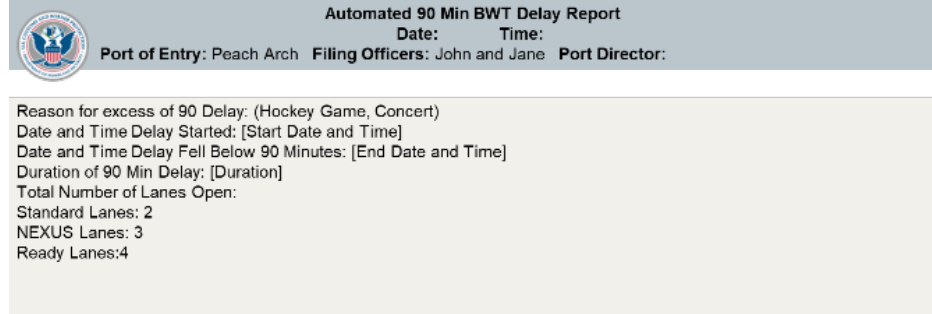 Automated 90 Min BWT Delay Report
Date: Time:
Port of Entry: Peach Arch Filing Officers: John and Jane Port Director:
Reason for excess of 90 Delay: (Hockey Game, Concert)
Date and Time Delay Started: [Start Date and Time]
Date and Time Delay Fell Below 90 Minutes: [End Date and Time]
Duration of 90 Min Delay: [Duration]
Total Number of Lanes Open:
Standard Lanes: 2
NEXUS Lanes: 3
Ready Lanes:4